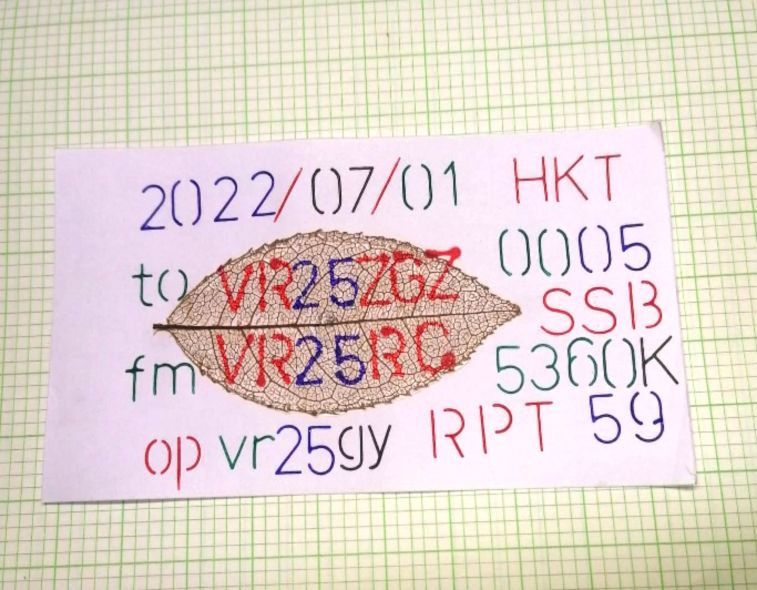 2022/07/01 HKT
to VR25ZGZ 0005
SSB
fm VR25RC 5360K
op vr25gy RPT 59